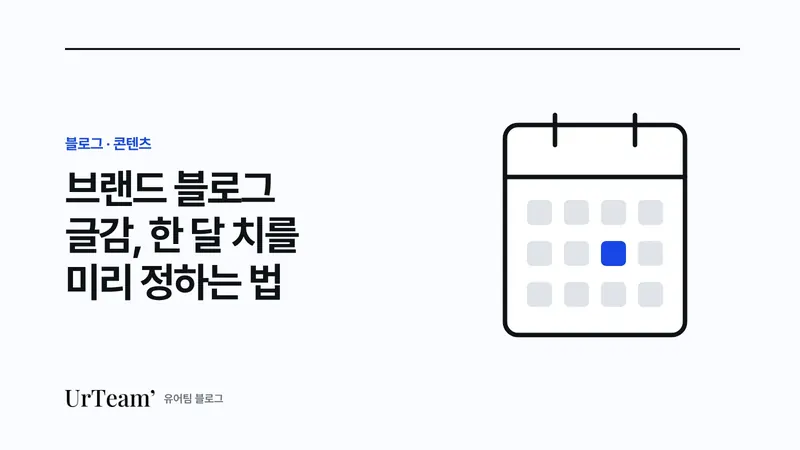 블로그 · 콘텐츠
브랜드 블로그
글감, 한 달 치를
미리 정하는 법
UrTeam’ 유어팀 블로그